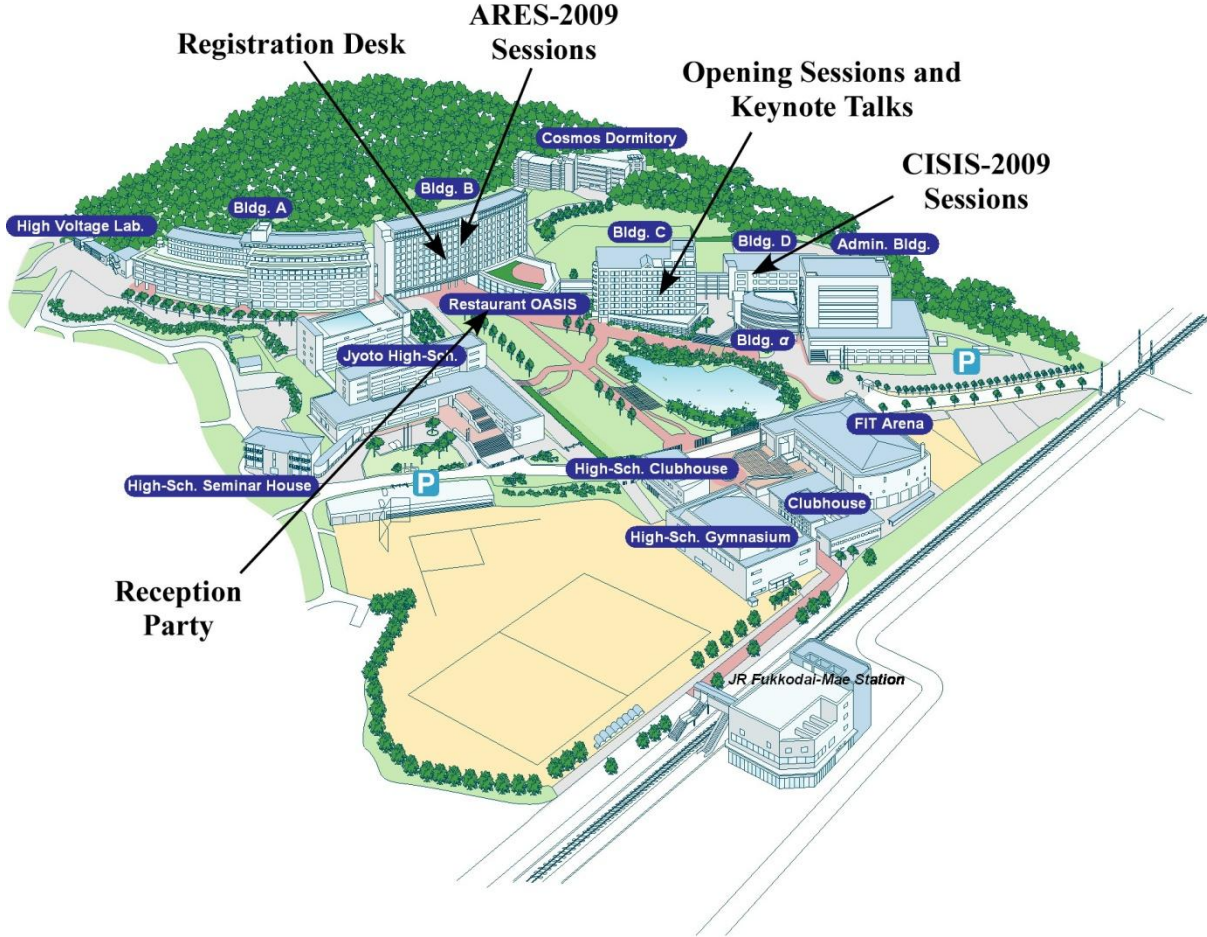 ARES-2009
Sessions
Registration Desk
Opening Sessions and
Keynote Talks
Cosmos Dormitory
CISIS-2009
Sessions
Bldg. B
Bldg. A
High Voltage Lab.
Bldg. C
Bldg. D
Admin. Bldg.
Restaurant OASIS
Bldg. α
Jyoto High-Sch.
P
FIT Arena
High-Sch. Clubhouse
High-Sch. Seminar House
P
Clubhouse
High-Sch. Gymnasium
Reception
Party
JR Fukkodai-Mae Station